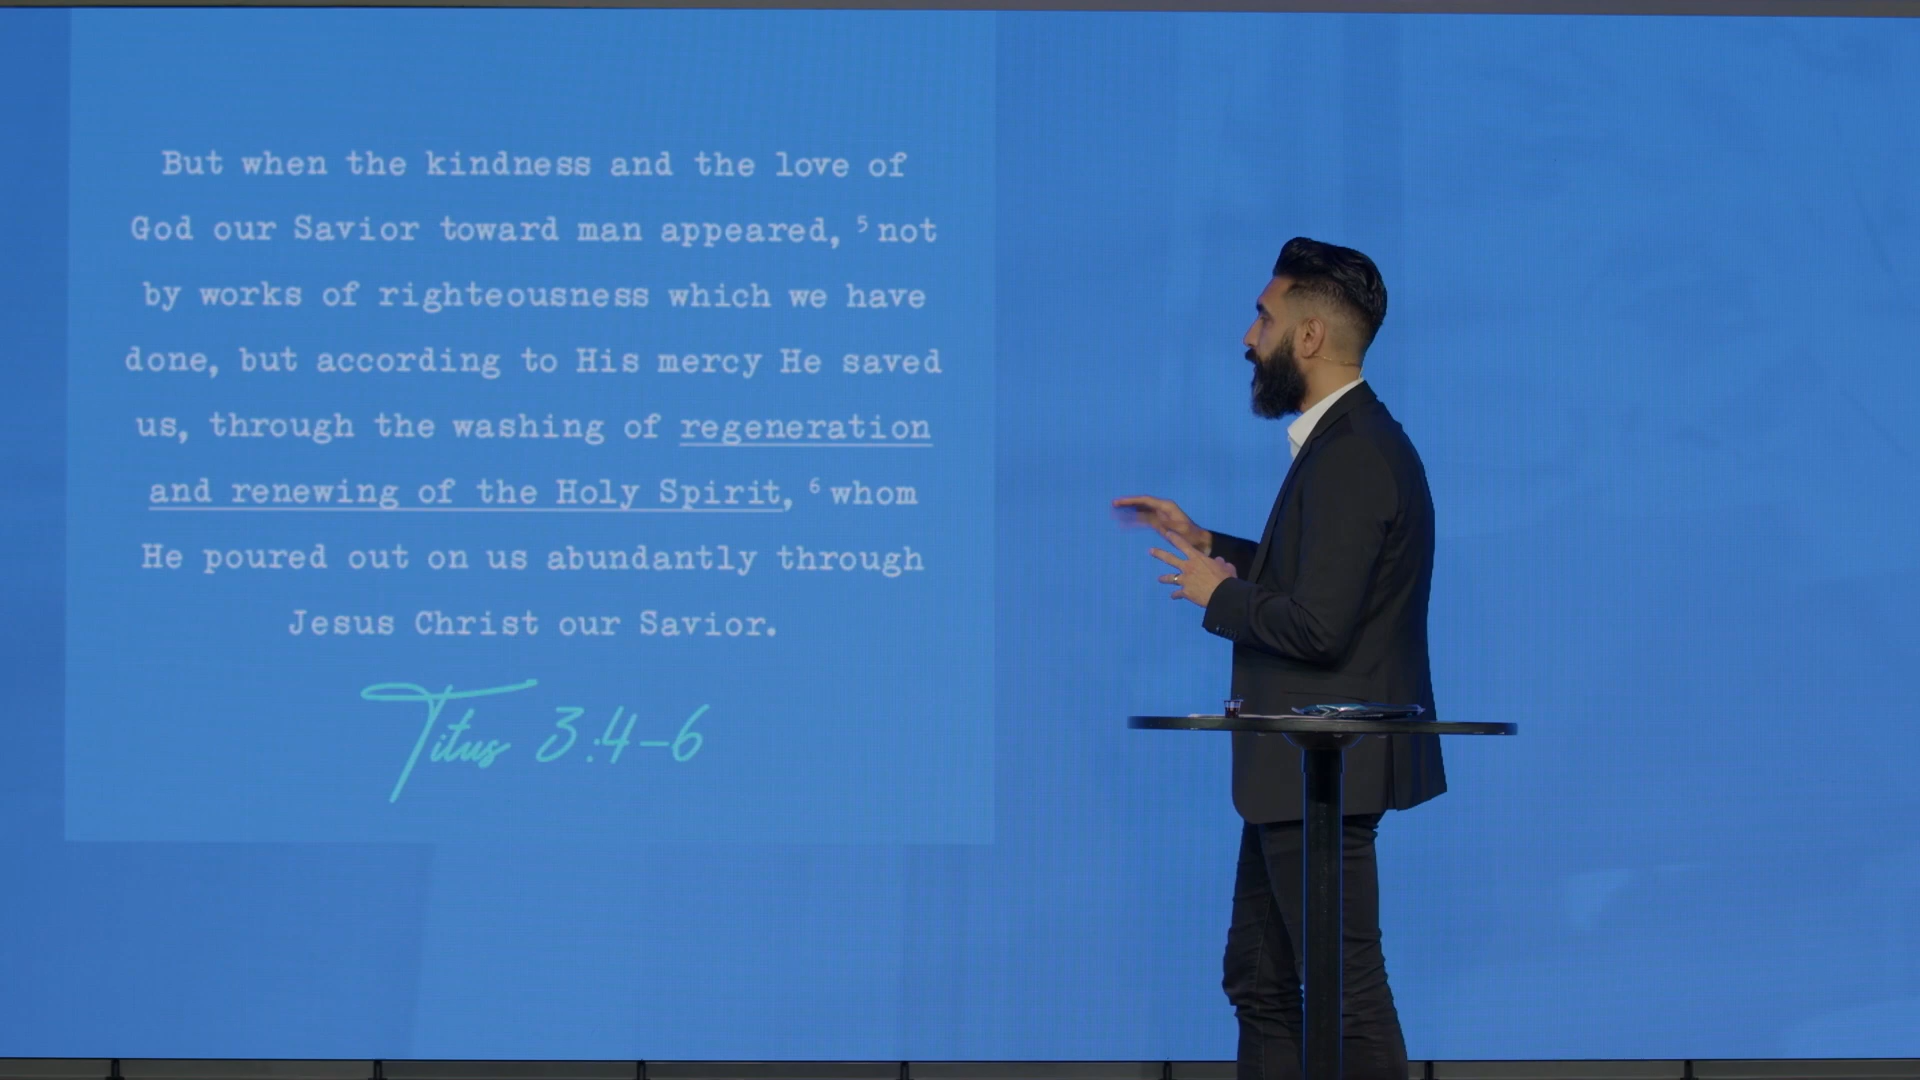 But when the kindness and the love of
God our Savior toward man appeared, ⁵ not
by works of righteousness which we have
done, but according to His mercy He saved
us, through the washing of regeneration
and renewing of the Holy Spirit, ⁶ whom
He poured out on us abundantly through
Jesus Christ our Savior.
Titus 3:4–6